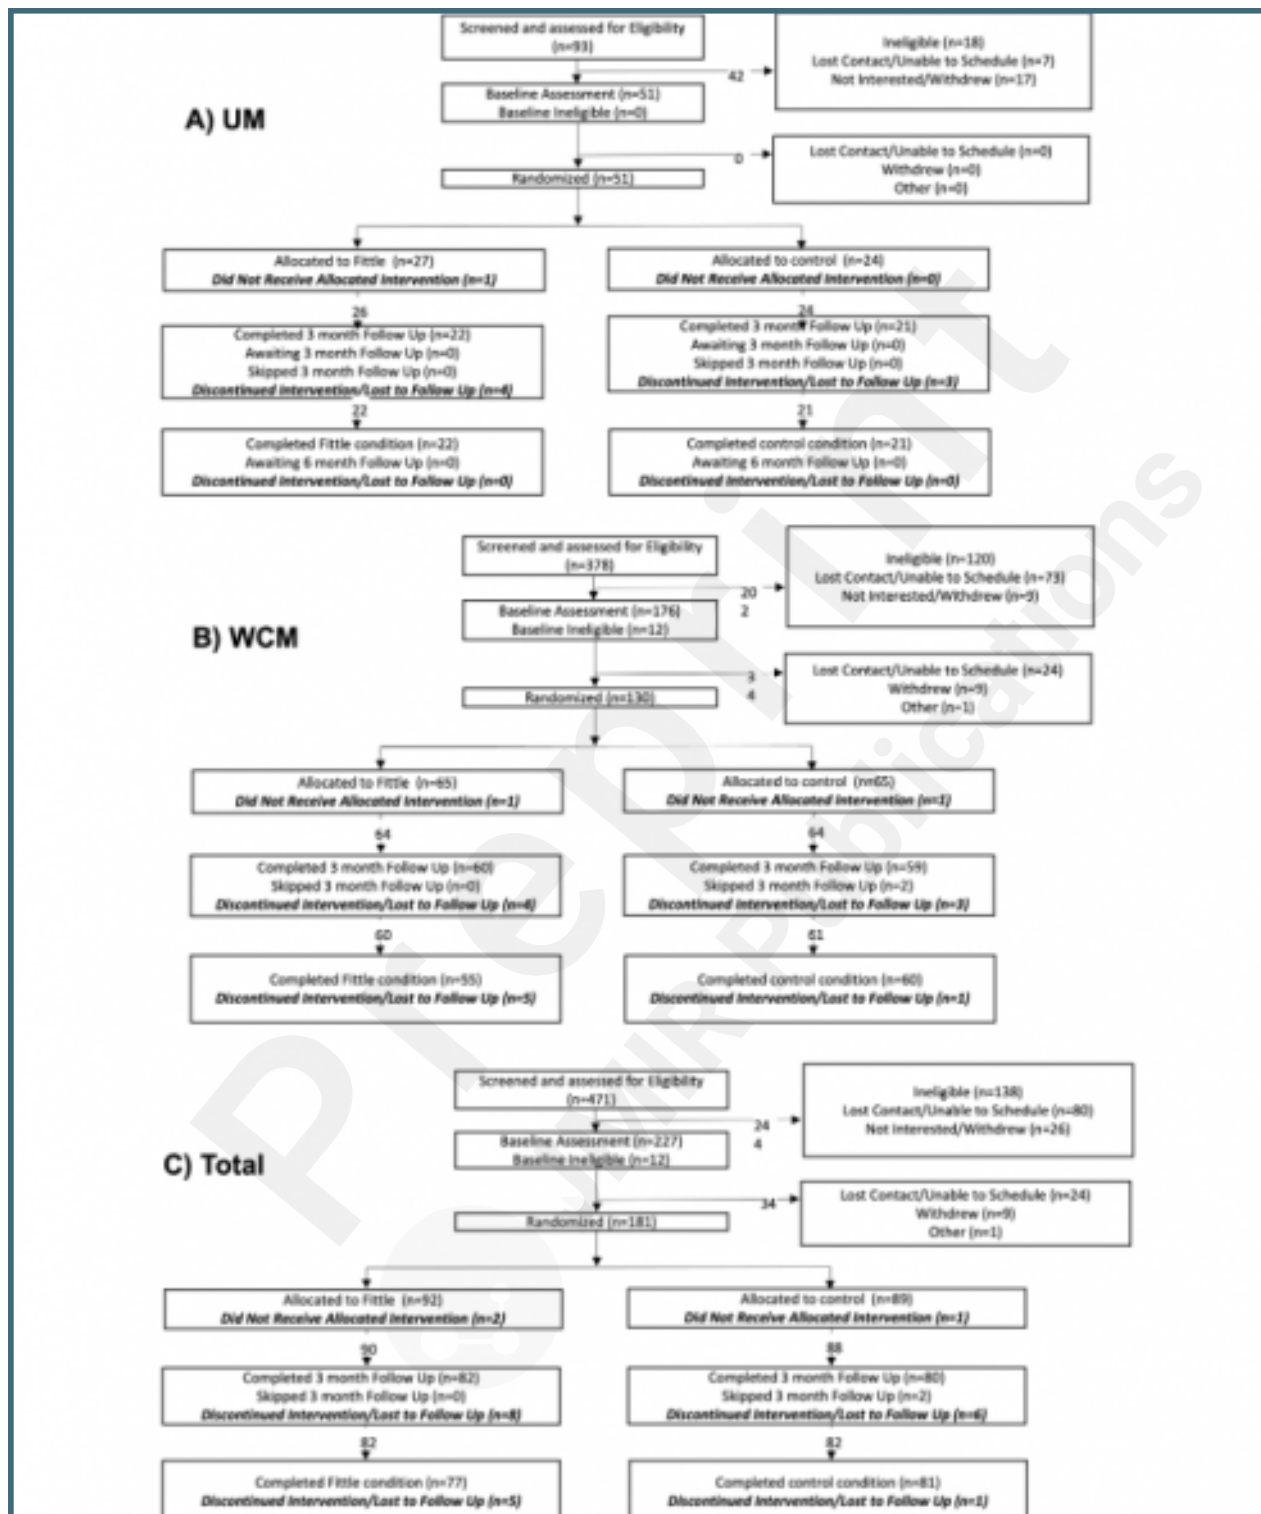 Screened and assessed for Eligibility
(n=93)
Ineligible (n=18)
Lost Contact/Unable to Schedule (n=7)
Not Interested/Withdrew (n=17)
42
Baseline Assessment (n=51)
Baseline Ineligible (n=0)
A) UM
0
Lost Contact/Unable to Schedule (n=0)
Withdrew (n=0)
Other (n=0)
Randomized (n=51)
Allocated to Fittle (n=27)
Did Not Receive Allocated Intervention (n=1)
Allocated to control (n=24)
Did Not Receive Allocated Intervention (n=0)
26
24
Completed 3 month Follow Up (n=22)
Awaiting 3 month Follow Up (n=0)
Skipped 3 month Follow Up (n=0)
Discontinued Intervention/Lost to Follow Up (n=4)
Completed 3 month Follow Up (n=21)
Awaiting 3 month Follow Up (n=0)
Skipped 3 month Follow Up (n=0)
Discontinued Intervention/Lost to Follow Up (n=3)
22
21
Completed Fittle condition (n=22)
Awaiting 6 month Follow Up (n=0)
Discontinued Intervention/Lost to Follow Up (n=0)
Completed control condition (n=21)
Awaiting 6 month Follow Up (n=0)
Discontinued Intervention/Lost to Follow Up (n=0)
Screened and assessed for Eligibility
(n=378)
Ineligible (n=120)
Lost Contact/Unable to Schedule (n=73)
Not Interested/Withdrew (n=9)
20
2
Baseline Assessment (n=176)
Baseline Ineligible (n=12)
B) WCM
3
4
Lost Contact/Unable to Schedule (n=24)
Withdrew (n=9)
Other (n=1)
Randomized (n=130)
Allocated to Fittle (n=65)
Did Not Receive Allocated Intervention (n=1)
Allocated to control (n=65)
Did Not Receive Allocated Intervention (n=1)
64
64
Completed 3 month Follow Up (n=60)
Skipped 3 month Follow Up (n=0)
Discontinued Intervention/Lost to Follow Up (n=4)
Completed 3 month Follow Up (n=59)
Skipped 3 month Follow Up (n=2)
Discontinued Intervention/Lost to Follow Up (n=3)
60
61
Completed Fittle condition (n=55)
Discontinued Intervention/Lost to Follow Up (n=5)
Completed control condition (n=60)
Discontinued Intervention/Lost to Follow Up (n=1)
Screened and assessed for Eligibility
(n=471)
Ineligible (n=138)
Lost Contact/Unable to Schedule (n=80)
Not Interested/Withdrew (n=26)
24
4
Baseline Assessment (n=227)
Baseline Ineligible (n=12)
C) Total
34
Lost Contact/Unable to Schedule (n=24)
Withdrew (n=9)
Other (n=1)
Randomized (n=181)
Allocated to Fittle (n=92)
Did Not Receive Allocated Intervention (n=2)
Allocated to control (n=89)
Did Not Receive Allocated Intervention (n=1)
90
88
Completed 3 month Follow Up (n=82)
Skipped 3 month Follow Up (n=0)
Discontinued Intervention/Lost to Follow Up (n=8)
Completed 3 month Follow Up (n=80)
Skipped 3 month Follow Up (n=2)
Discontinued Intervention/Lost to Follow Up (n=6)
82
82
Completed Fittle condition (n=77)
Discontinued Intervention/Lost to Follow Up (n=5)
Completed control condition (n=81)
Discontinued Intervention/Lost to Follow Up (n=1)
Preprint
JMIR Publications